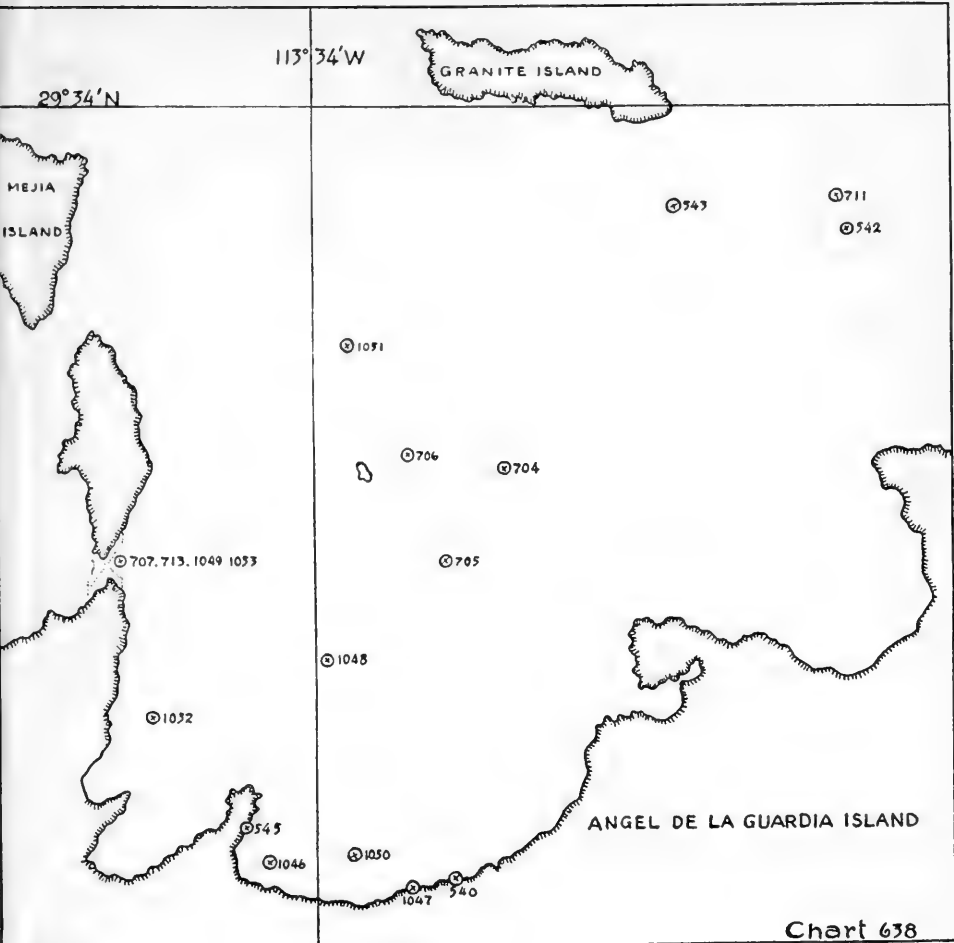 113°34'W
GRANITE ISLAND
29°34'N
MEJIA
ISLAND
543
711
542
1051
706
704
707. 713. 1049 1053
705
1048
1052
545
ANGEL DE LA GUARDIA ISLAND
1046
1050
1047
540
Chart 638